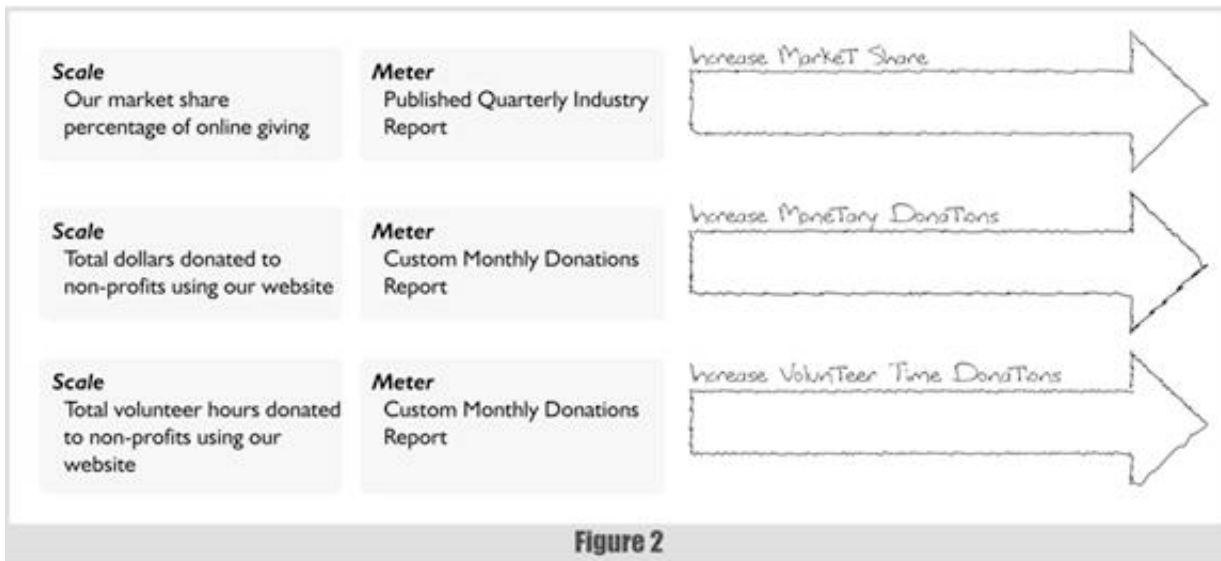 Scale
Our market share
percentage of online giving
Meter
Published Quarterly Industry
Report
Increase Market Share
Scale
Total dollars donated to
non-profits using our website
Meter
Custom Monthly Donations
Report
Increase Monetary Donations
Scale
Total volunteer hours donated
to non-profits using our
website
Meter
Custom Monthly Donations
Report
Increase Volunteer Time Donations
Figure 2